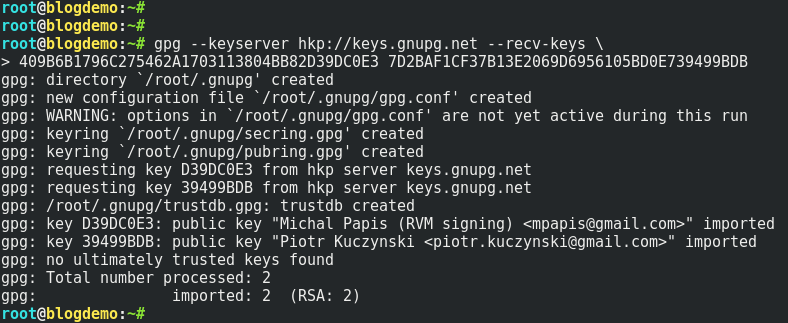 root@blogdemo:~#
root@blogdemo:~#
root@blogdemo:~# gpg --keyserver hkp://keys.gnupg.net --recv-keys \
> 409B6B1796C275462A1703113804BB82D39DC0E3 7D2BAF1CF37B13E2069D6956105BD0E739499BDB
gpg: directory `/root/.gnupg' created
gpg: new configuration file `/root/.gnupg/gpg.conf' created
gpg: WARNING: options in `/root/.gnupg/gpg.conf' are not yet active during this run
gpg: keyring `/root/.gnupg/secring.gpg' created
gpg: keyring `/root/.gnupg/pubring.gpg' created
gpg: requesting key D39DC0E3 from hkp server keys.gnupg.net
gpg: requesting key 39499BDB from hkp server keys.gnupg.net
gpg: /root/.gnupg/trustdb.gpg: trustdb created
gpg: key D39DC0E3: public key "Michal Papis (RVM signing) <mpapis@gmail.com>" imported
gpg: key 39499BDB: public key "Piotr Kuczynski <piotr.kuczynski@gmail.com>" imported
gpg: no ultimately trusted keys found
gpg: Total number processed: 2
gpg:               imported: 2  (RSA: 2)
root@blogdemo:~#